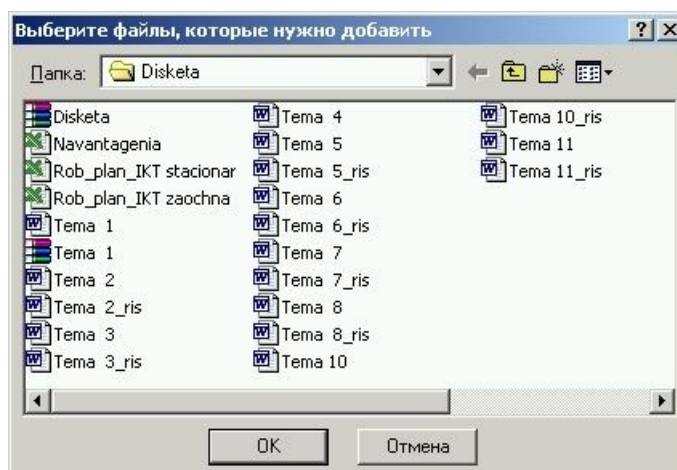 Выберите файлы, которые нужно добавить
Папка: Disketa
Disketa
Navantagenia
Rob_plan_IKT stacionar
Rob_plan_IKT zaochna
Tema 1
Tema 1
Tema 2
Tema 2_ris
Tema 3
Tema 3_ris
Tema 4
Tema 5
Tema 5_ris
Tema 6
Tema 6_ris
Tema 7
Tema 7_ris
Tema 8
Tema 8_ris
Tema 10
Tema 10_ris
Tema 11
Tema 11_ris
OK
Отмена